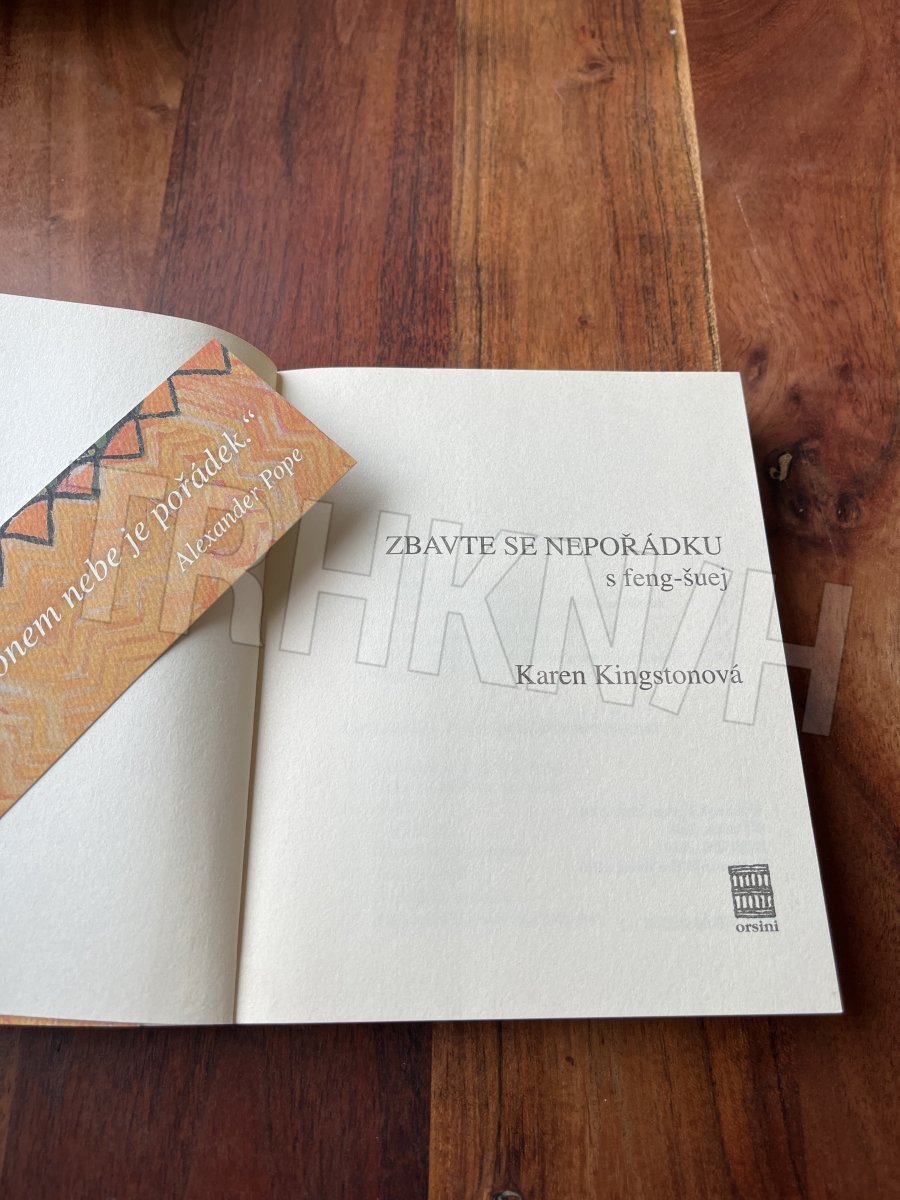 onem nebe je pořádek.“
Alexander Pope
ZBAVTE SE NEPOŘÁDKU
s feng-šuej
Karen Kingstonová
orsini